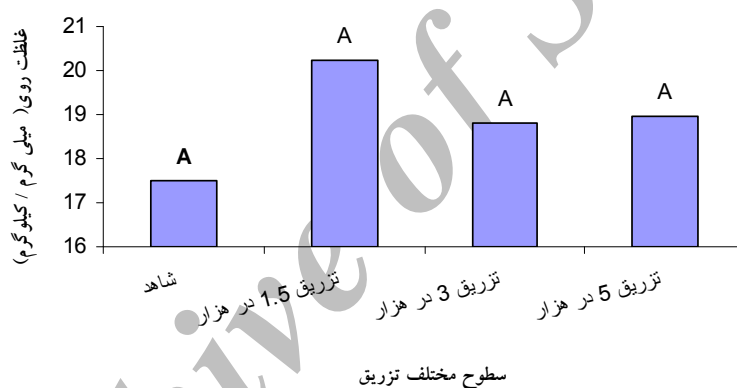 غلظت روی( میلی گرم / کیلوگرم)
21
20
19
18
17
16
A
A
A
A
شاهد
تزریق 1.5 در هزار
تزریق 3 در هزار
تزریق 5 در هزار
سطوح مختلف تزریق